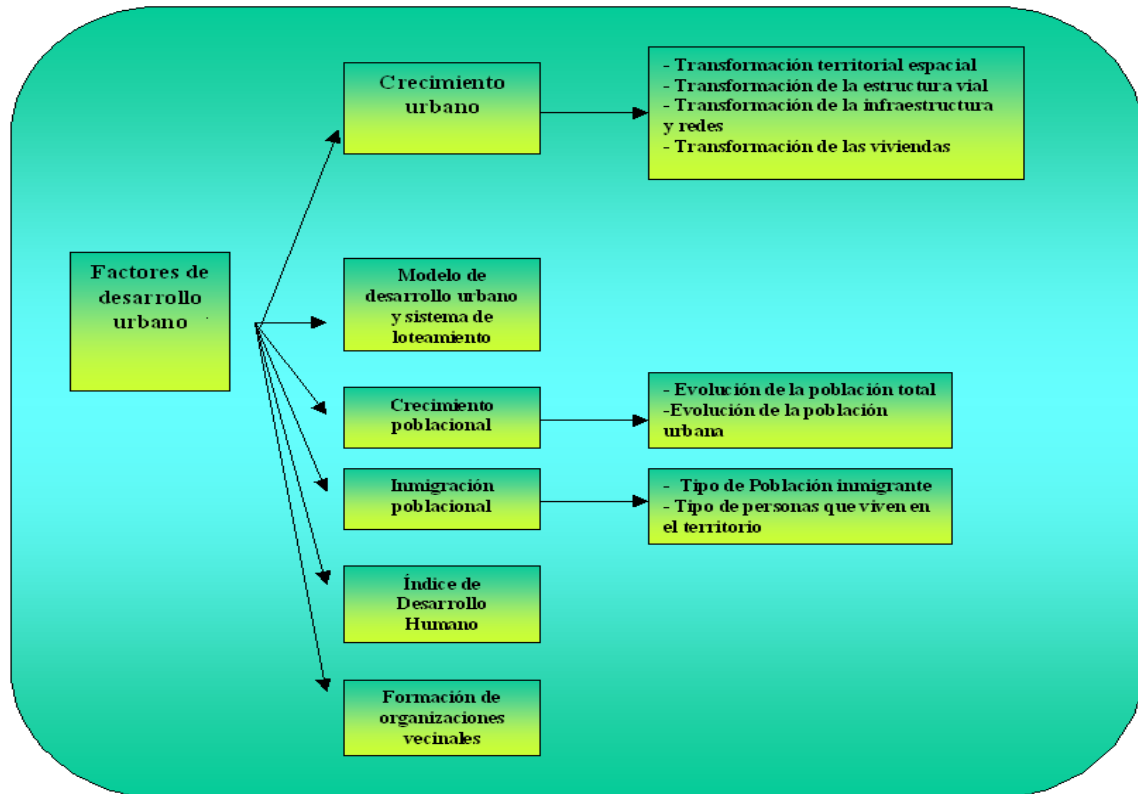 Crecimiento
urbano
- Transformación territorial espacial
- Transformación de la estructura vial
- Transformación de la infraestructura
y redes
- Transformación de las viviendas
Factores de
desarrollo
urbano
Modelo de
desarrollo urbano
y sistema de
loteamiento
Crecimiento
poblacional
- Evolución de la población total
-Evolución de la población
urbana
Inmigración
poblacional
- Tipo de Población inmigrante
- Tipo de personas que viven en
el territorio
Índice de
Desarrollo
Humano
Formación de
organizaciones
vecinales